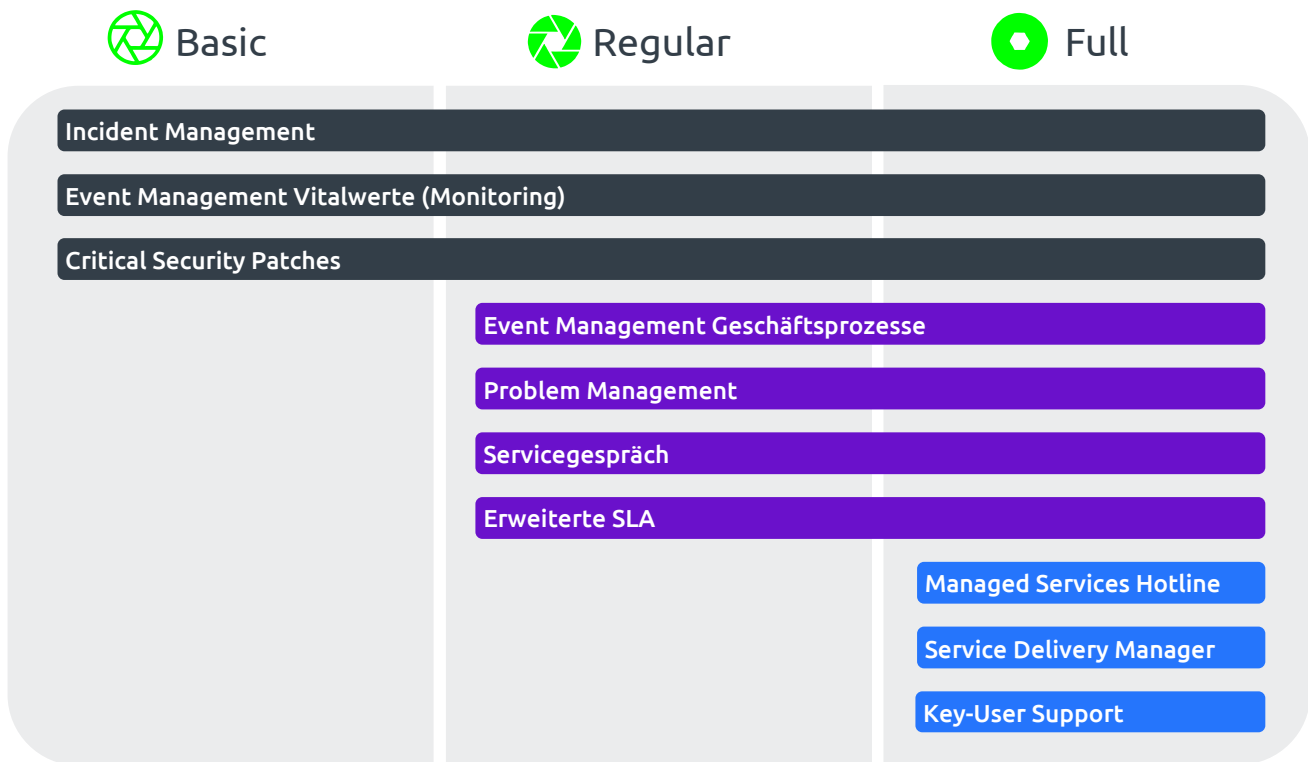 Basic
Regular
Full
Incident Management
Event Management Vitalwerte (Monitoring)
Critical Security Patches
Event Management Geschäftsprozesse
Problem Management
Servicegespräch
Erweiterte SLA
Managed Services Hotline
Service Delivery Manager
Key-User Support